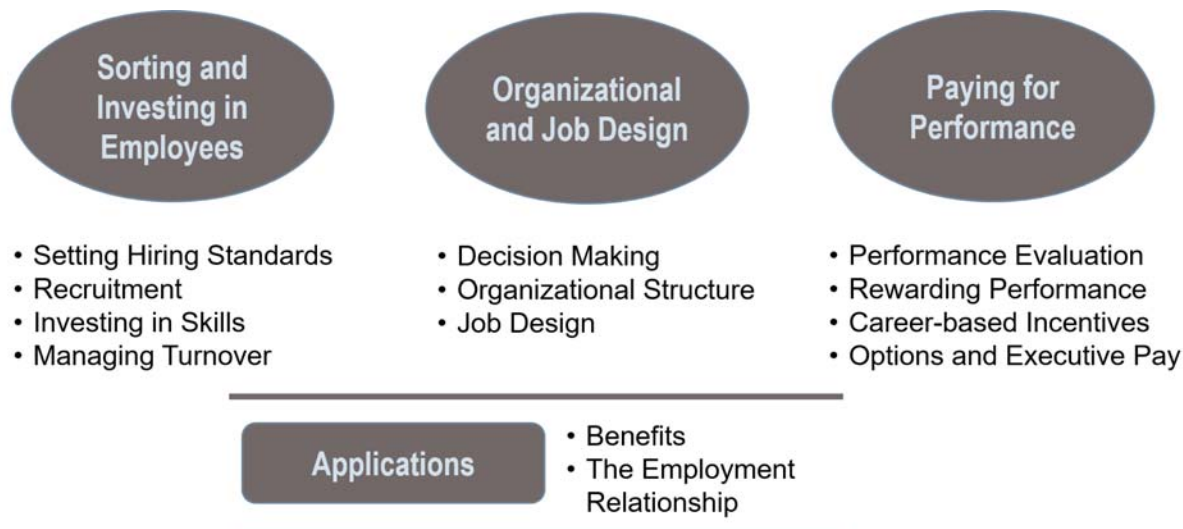 Sorting and
Investing in
Employees
Organizational
and Job Design
Paying for
Performance
• Setting Hiring Standards
• Recruitment
• Investing in Skills
• Managing Turnover
• Decision Making
• Organizational Structure
• Job Design
• Performance Evaluation
• Rewarding Performance
• Career-based Incentives
• Options and Executive Pay
Applications
• Benefits
• The Employment
Relationship